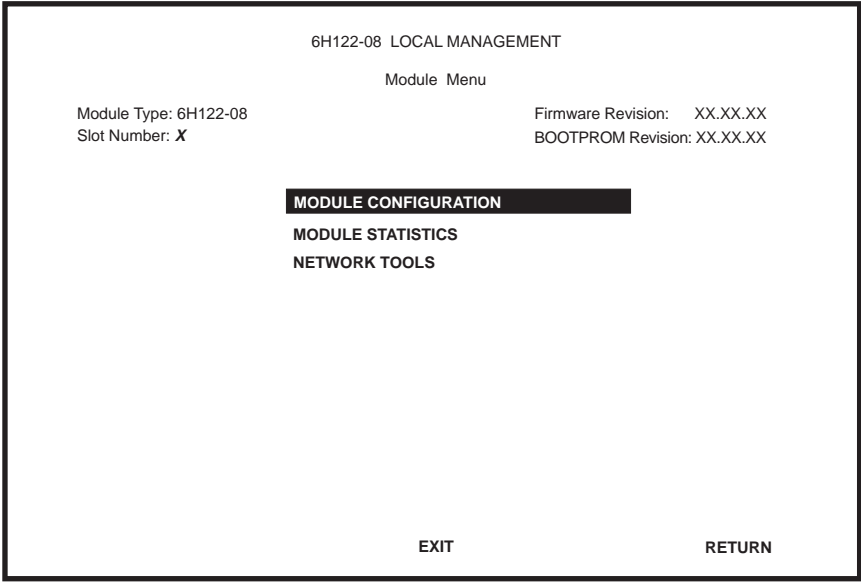 6H122-08 LOCAL MANAGEMENT
Module Menu
Module Type: 6H122-08 Firmware Revision: XX.XX.XX
Slot Number: X BOOTPROM Revision: XX.XX.XX
MODULE CONFIGURATION
MODULE STATISTICS
NETWORK TOOLS
EXIT RETURN